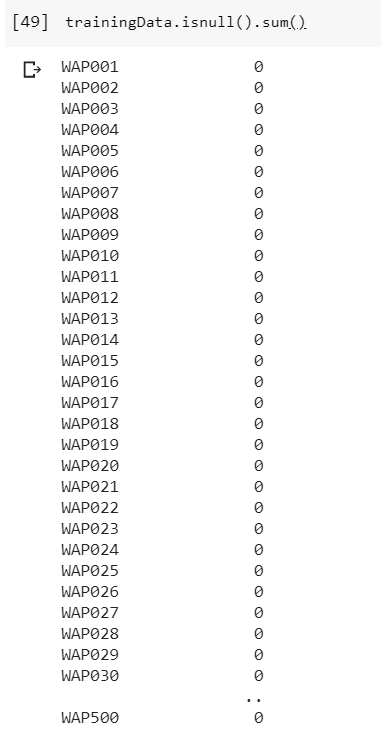 [49] trainingData.isnull().sum()
WAP001 0
WAP002 0
WAP003 0
WAP004 0
WAP005 0
WAP006 0
WAP007 0
WAP008 0
WAP009 0
WAP010 0
WAP011 0
WAP012 0
WAP013 0
WAP014 0
WAP015 0
WAP016 0
WAP017 0
WAP018 0
WAP019 0
WAP020 0
WAP021 0
WAP022 0
WAP023 0
WAP024 0
WAP025 0
WAP026 0
WAP027 0
WAP028 0
WAP029 0
WAP030 0
..
WAP500 0